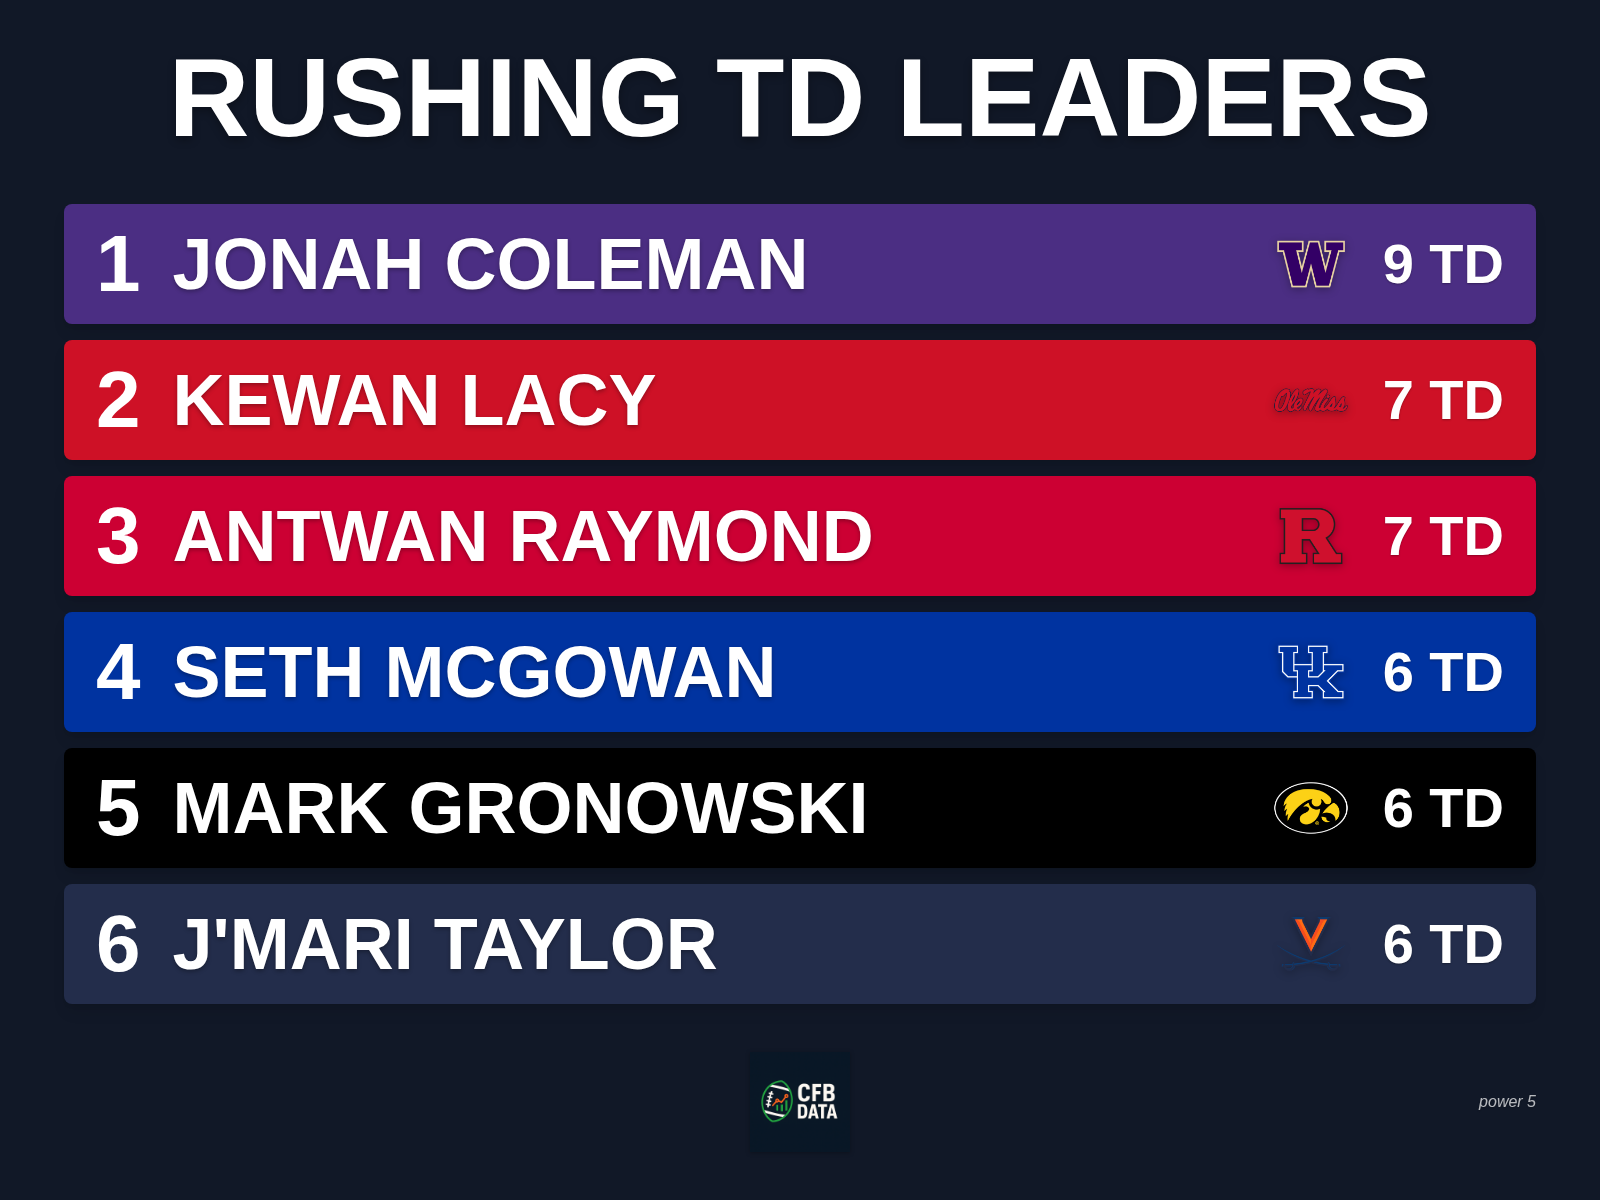 RUSHING TD LEADERS
1 JONAH COLEMAN W 9 TD
2 KEWAN LACY Ole Miss 7 TD
3 ANTWAN RAYMOND R 7 TD
4 SETH MCGOWAN UK 6 TD
5 MARK GRONOWSKI 6 TD
6 J'MARI TAYLOR V 6 TD
CFB
DATA
power 5